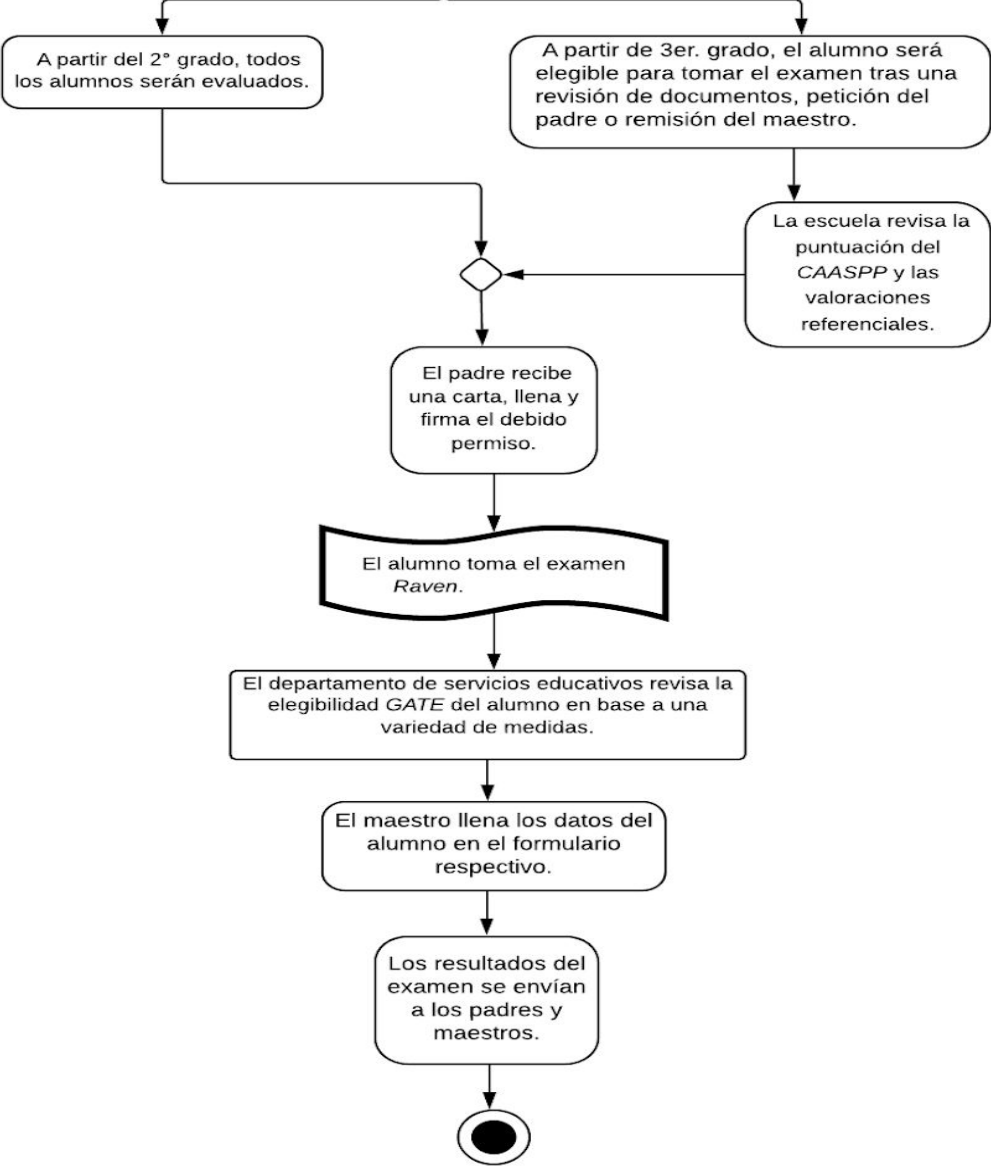 A partir del 2° grado, todos
los alumnos serán evaluados.
A partir de 3er. grado, el alumno será
elegible para tomar el examen tras una
revisión de documentos, petición del
padre o remisión del maestro.
La escuela revisa la
puntuación del
CAASPP y las
valoraciones
referenciales.
El padre recibe
una carta, llena y
firma el debido
permiso.
El alumno toma el examen
Raven.
El departamento de servicios educativos revisa la
elegibilidad GATE del alumno en base a una
variedad de medidas.
El maestro llena los datos del
alumno en el formulario
respectivo.
Los resultados del
examen se envían
a los padres y
maestros.